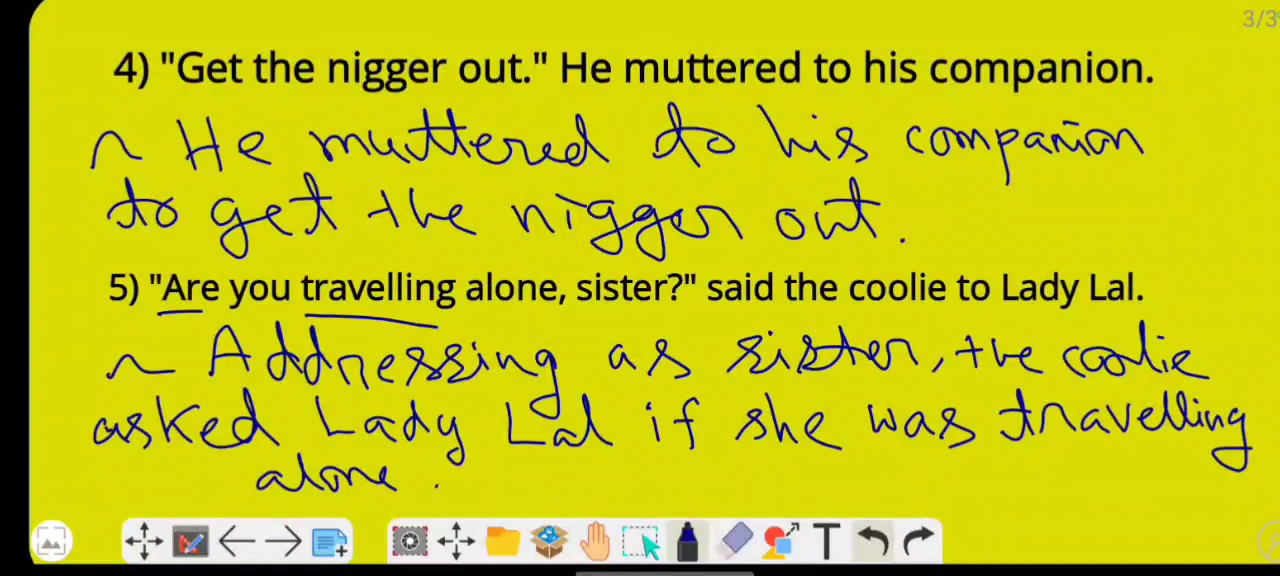 3/3
4) "Get the nigger out." He muttered to his companion.
~ He muttered to his companion
to get the nigger out.
5) "Are you travelling alone, sister?" said the coolie to Lady Lal.
~ Addressing as sister, the coolie
asked Lady Lal if she was travelling
alone.
T